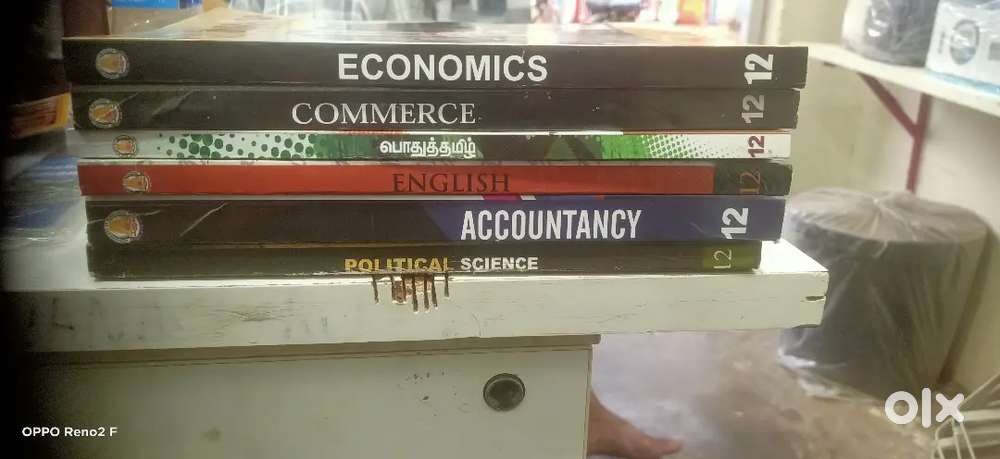 ECONOMICS 12
COMMERCE 12
பொதுத்தமிழ் 12
ENGLISH 12
ACCOUNTANCY 12
POLITICAL SCIENCE 12
OPPO Reno2 F
olx